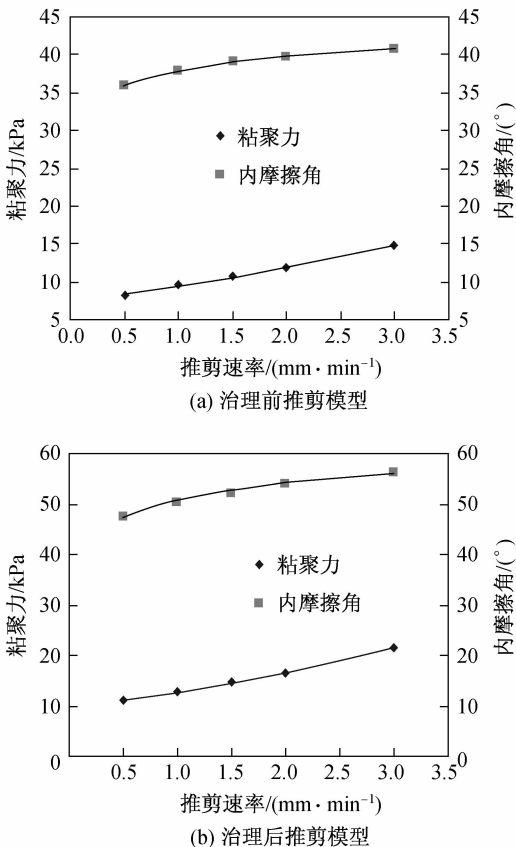 45 45
40 40
35 35
30 30
25 25
20 20
15 15
10 10
5 5
粘聚力/kPa
内摩擦角/(°)
粘聚力
内摩擦角
0.0 0.5 1.0 1.5 2.0 2.5 3.0 3.5
推剪速率/(mm·min⁻¹)
(a) 治理前推剪模型
60 60
50 50
40 40
30 30
20 20
10 10
0 0
粘聚力/kPa
内摩擦角/(°)
粘聚力
内摩擦角
0.5 1.0 1.5 2.0 2.5 3.0 3.5
推剪速率/(mm·min⁻¹)
(b) 治理后推剪模型